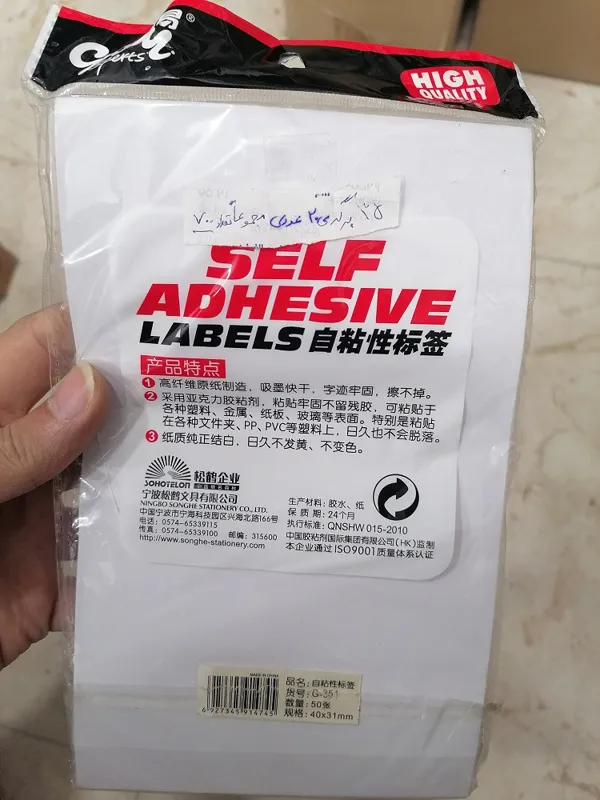 HIGH
QUALITY
SELF
ADHESIVE
LABELS 自粘性标签
产品特点
1 高纤维原纸制造，吸墨快干，字迹牢固，擦不掉。
2 采用亚克力胶粘剂，粘贴牢固不留残胶，可粘贴于
各种塑料、金属、纸板、玻璃等表面。特别是粘贴
在各种文件夹、PP、PVC等塑料上，日久也不会脱落。
3 纸质纯正结白，日久不发黄、不变色。
SOHOTELON 松鹤企业
宁波松鹤文具有限公司
NINGBO SONGHE STATIONERY CO., LTD.
中国宁波市宁海科技园区兴海北路166号
电话：0574-65339115
传真：0574-65339100 邮编：315600
http://www.songhe-stationery.com
生产材料：胶水、纸
保 质 期：24个月
执行标准：QNSHW 015-2010
中国胶粘剂国际集团有限公司(HK)监制
本企业通过ISO9001质量体系认证
MADE IN CHINA
6 927345 914745
品名：自粘性标签
货号：G-351
数量：50张
规格：40x31mm